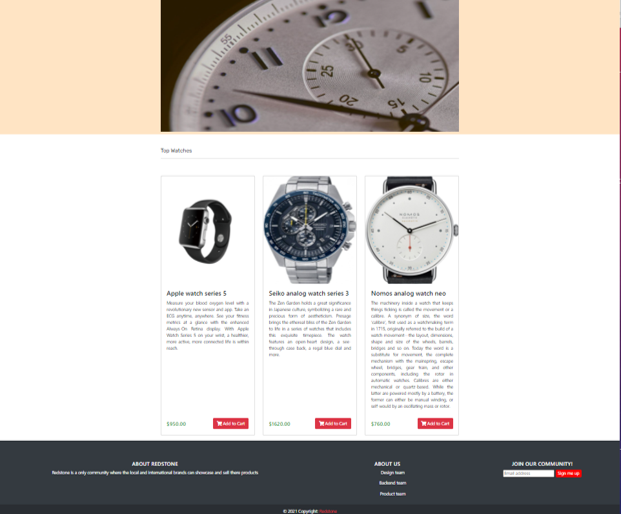 Top Watches
Apple watch series 5
Measure your blood oxygen level with a
revolutionary new sensor and app. Take an
ECG anytime, anywhere. See your fitness
metrics at a glance with the enhanced
Always-On Retina display. With Apple
Watch Series 5 on your wrist, a healthier,
more active, more connected life is within
reach
$950.00
Add to Cart
Seiko analog watch series 3
The Zen Garden holds a great significance
in Japanese culture, symbolizing a rare and
precious form of aestheticism. Presage
brings the ethereal bliss of the Zen Garden
to life in a series of watches that includes
this exquisite timepiece. The watch
features an open-heart design, a see-
through case back, a regal blue dial and
more.
$1620.00
Add to Cart
Nomos analog watch neo
The machinery inside a watch that keeps
things ticking is called the movement or a
calibre. A synonym of size, the word
'calibre', first used as a watchmaking term
in 1715 originally referred to the build of a
watch movement - the layout, dimensions,
shape and size of the wheels, barrels,
bridges and so on. Today the word is a
substitute for movement: the complete
mechanism with the mainspring, escape
wheel, bridges, gear train, and other
components, including the rotor in
automatic watches. Calibres are either
mechanical or quartz-based. While the
latter are powered mostly by a battery, the
former can either be manual winding, or
self-would by an oscillating mass or rotor.
$760.00
Add to Cart
ABOUT REDSTONE
Redstone is a only community where the local and international brands can showcase and sell there products
ABOUT US
Design team
Backend team
Product team
JOIN OUR COMMUNITY!
Email address
Sign me up
© 2021 Copyright: Redstone